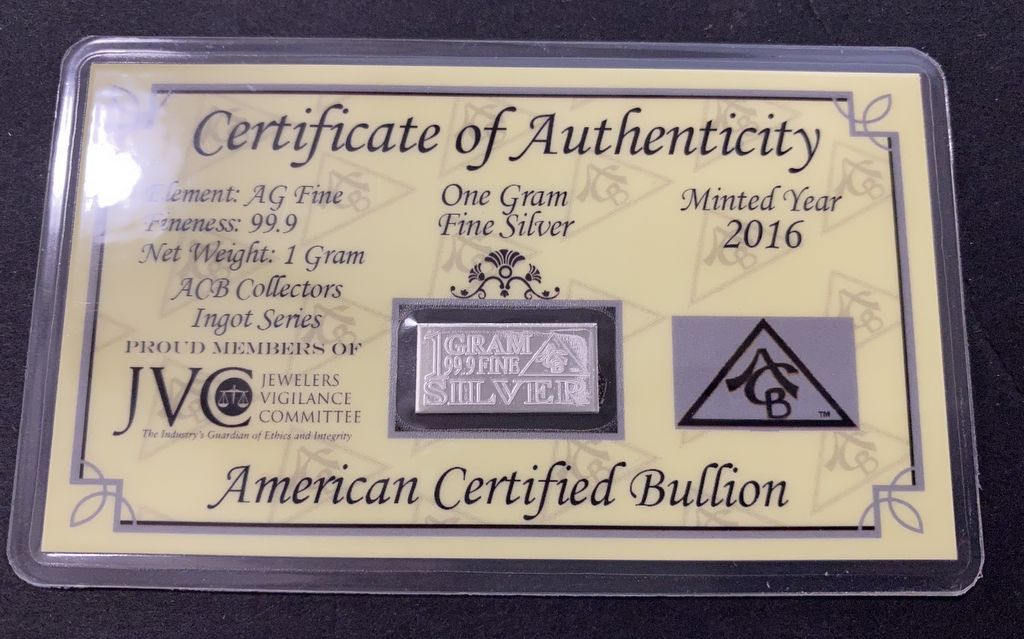 Certificate of Authenticity
Element: AG Fine
Fineness: 99.9
Net Weight: 1 Gram
ACB Collectors
Ingot Series
PROUD MEMBERS OF
JVC JEWELERS
VIGILANCE
COMMITTEE
The Industry's Guardian of Ethics and Integrity
One Gram
Fine Silver
1 GRAM
99.9 FINE
ACB
SILVER
Minted Year
2016
ACB
TM
American Certified Bullion